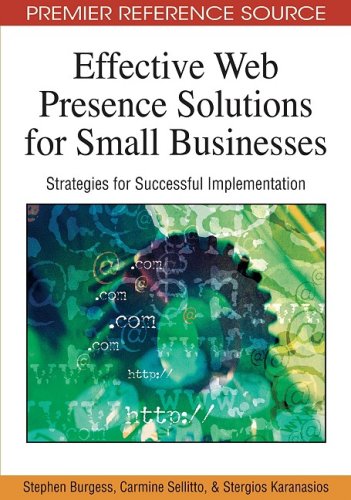 PREMIER REFERENCE SOURCE
Effective Web
Presence Solutions
for Small Businesses
Strategies for Successful Implementation
@
.com
.com
.com
http://
http://
Stephen Burgess, Carmine Sellitto, & Stergios Karanasios